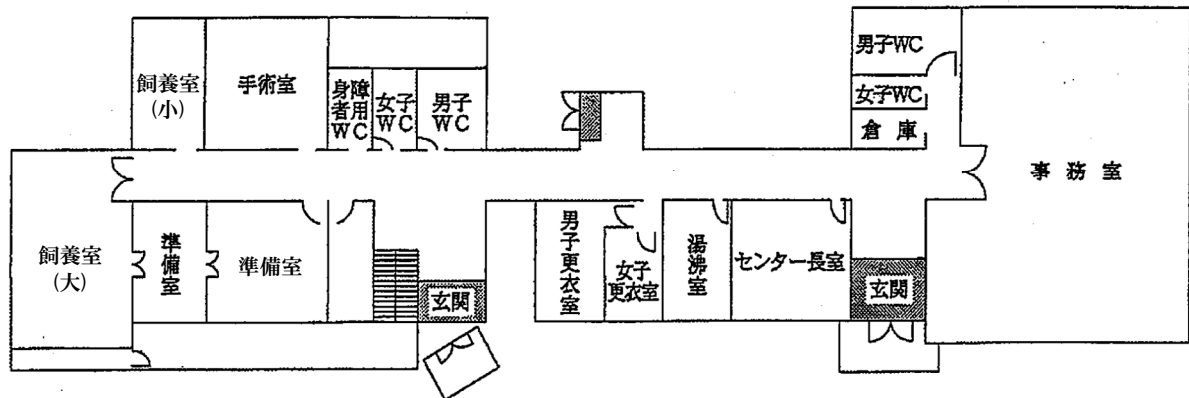 飼養室
(小)
手術室
身障
者用
WC
女子
WC
男子
WC
男子WC
女子WC
倉庫
事務室
飼養室
(大)
準備室
準備室
玄関
男子更衣室
女子
更衣室
湯沸室
センター長室
玄関